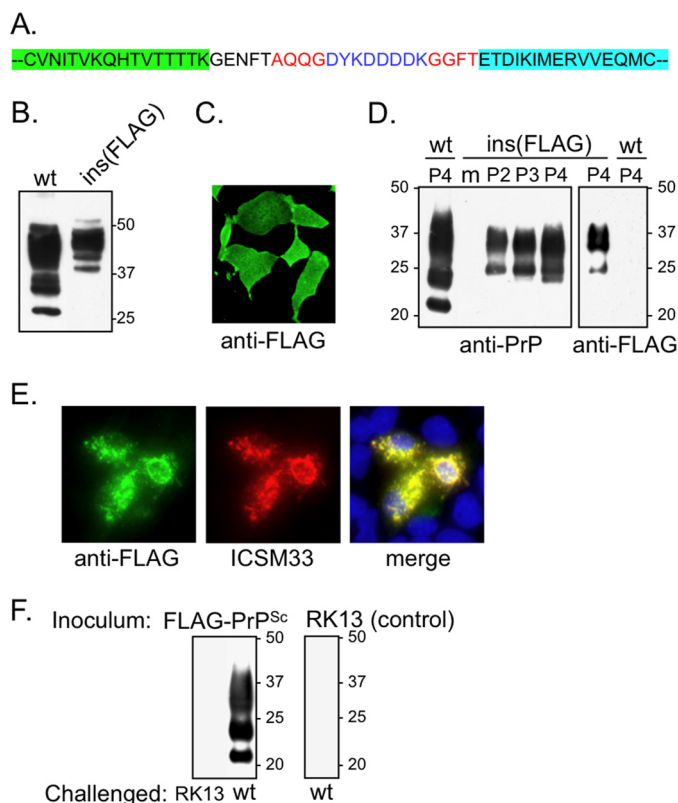 A.
--CVNITVKQHTVTTTTKGENFTAQQGDYKDDDDKGGFTETDIKIMERVVEQMC--
B.
wt ins(FLAG)
-50
-37
-25
C.
anti-FLAG
D.
wt ins(FLAG) wt
P4 m P2 P3 P4 P4 P4
50 - - 50
37 - - 37
25 - - 25
20 - - 20
anti-PrP anti-FLAG
E.
anti-FLAG ICSM33 merge
F.
Inoculum: FLAG-PrPSc RK13 (control)
- 50 - 50
- 37 - 37
- 25 - 25
- 20 - 20
Challenged: RK13 wt wt